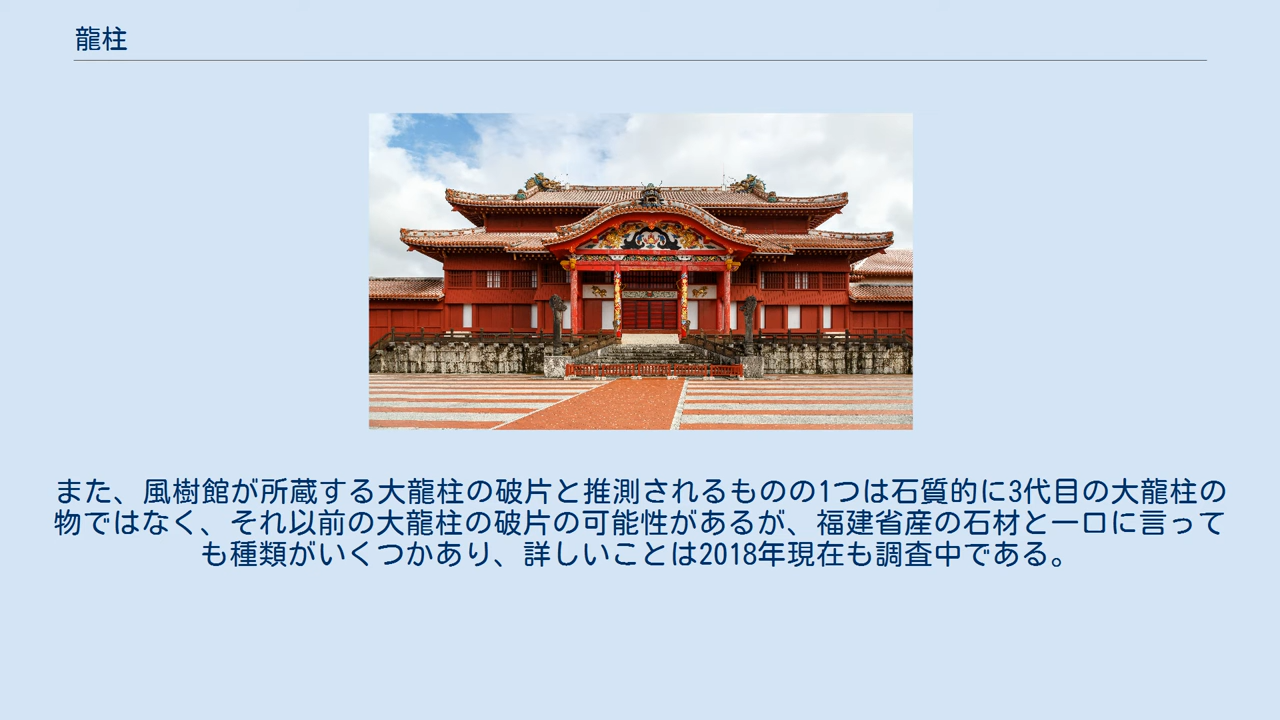 龍柱
また、風樹館が所蔵する大龍柱の破片と推測されるものの1つは石質的に3代目の大龍柱の
物ではなく、それ以前の大龍柱の破片の可能性があるが、福建省産の石材と一口に言って
も種類がいくつかあり、詳しいことは2018年現在も調査中である。